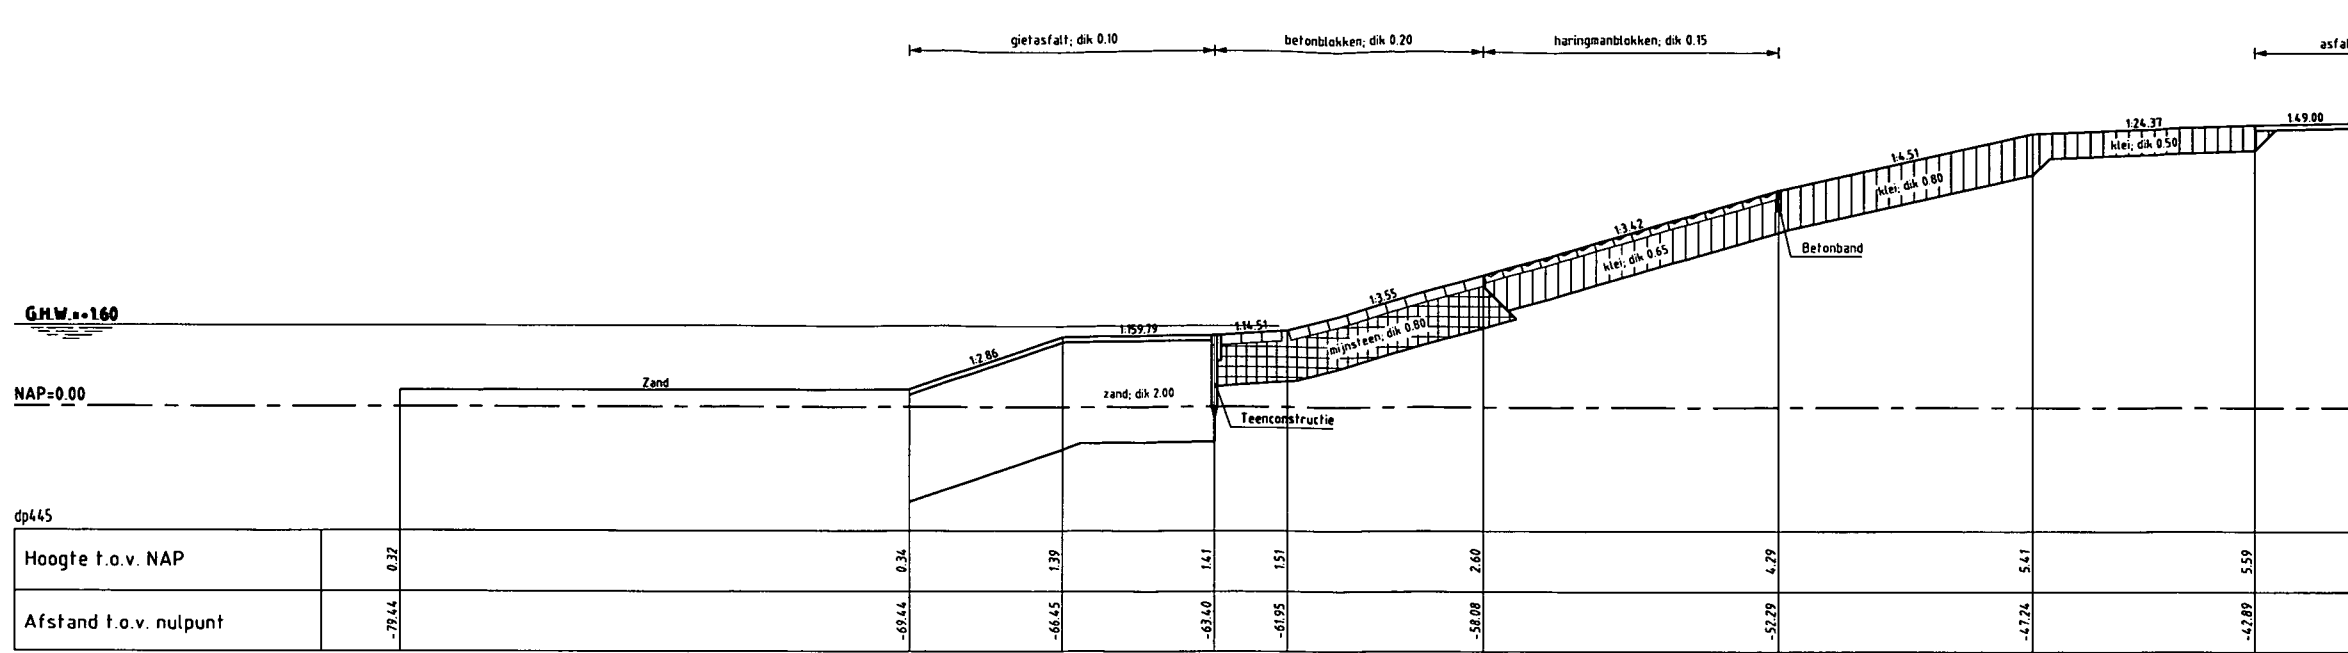 gietasfalt; dik 0.10
betonblokken; dik 0.20
haringmanblokken; dik 0.15
asfal
1:24.37
1:49.00
klei; dik 0.50
1:4.51
klei; dik 0.80
1:3.42
klei; dik 0.65
Betonband
G.H.W.=+1.60
1:3.55
1:14.51
1:159.79
mijnsteen; dik 0.80
1:2.86
Zand
NAP=0.00
zand; dik 2.00
Teenconstructie
dp445
Hoogte t.o.v. NAP 0.32 0.34 1.39 1.41 1.51 2.60 4.29 5.41 5.59
Afstand t.o.v. nulpunt -79.44 -69.44 -66.45 -63.40 -61.95 -58.08 -52.29 -47.24 -42.89